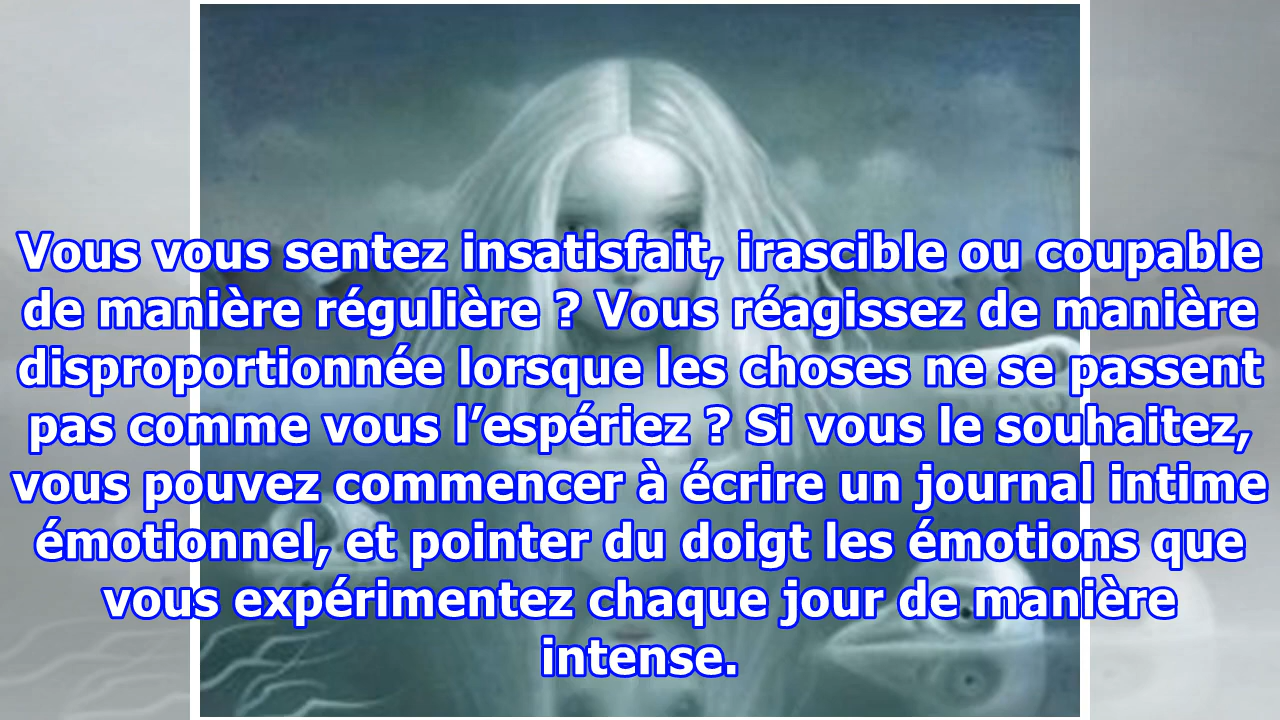 Vous vous sentez insatisfait, irascible ou coupable
de manière régulière ? Vous réagissez de manière
disproportionnée lorsque les choses ne se passent
pas comme vous l’espériez ? Si vous le souhaitez,
vous pouvez commencer à écrire un journal intime
émotionnel, et pointer du doigt les émotions que
vous expérimentez chaque jour de manière
intense.